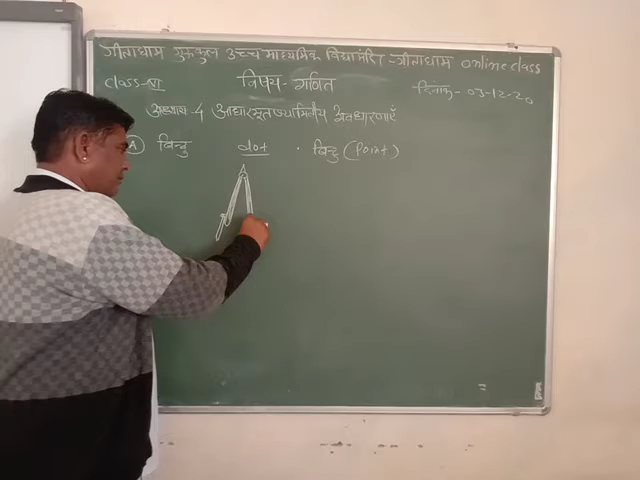 गीताधाम गुरुकुल उच्च माध्यमिक विद्यामंदिर - गीताधाम online class
class-VI विषय - गणित दिनांक - 03-12-20
अध्याय - 4 आधारभूत ज्यामितीय अवधारणाएँ
(A) बिन्दु dot . बिन्दु (Point)